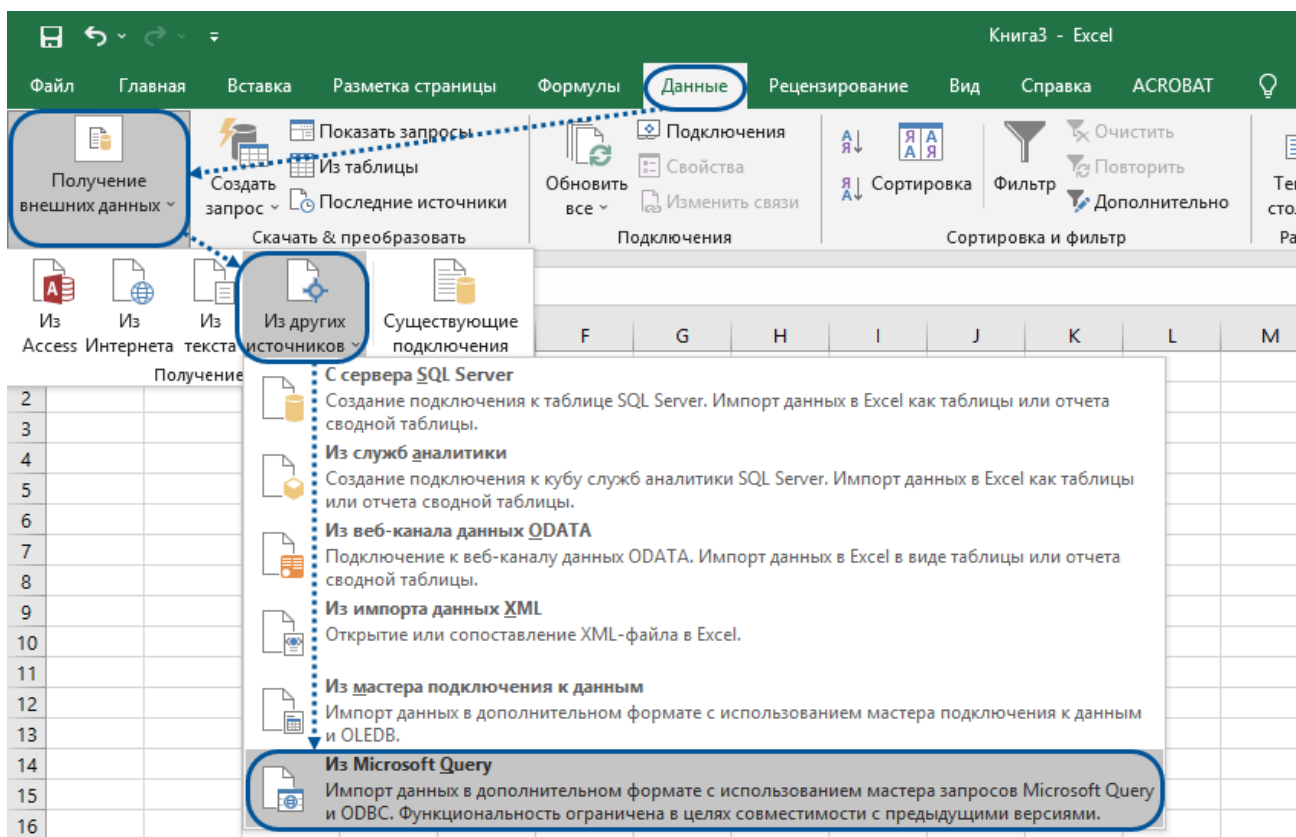 Книга3 - Excel
Файл Главная Вставка Разметка страницы Формулы Данные Рецензирование Вид Справка ACROBAT
Получение
внешних данных
Создать
запрос
Показать запросы
Из таблицы
Последние источники
Скачать & преобразовать
Обновить
все
Подключения
Свойства
Изменить связи
Подключения
А Я
Я А
Я А
А Я
Сортировка
Фильтр
Очистить
Повторить
Дополнительно
Сортировка и фильтр
Из
Access
Из
Интернета
Из
текста
Из других
источников
Существующие
подключения
Получение
F G H I J K L M
С сервера SQL Server
Создание подключения к таблице SQL Server. Импорт данных в Excel как таблицы или отчета
сводной таблицы.
Из служб аналитики
Создание подключения к кубу служб аналитики SQL Server. Импорт данных в Excel как таблицы
или отчета сводной таблицы.
Из веб-канала данных ODATA
Подключение к веб-каналу данных ODATA. Импорт данных в Excel в виде таблицы или отчета
сводной таблицы.
Из импорта данных XML
Открытие или сопоставление XML-файла в Excel.
Из мастера подключения к данным
Импорт данных в дополнительном формате с использованием мастера подключения к данным
и OLEDB.
Из Microsoft Query
Импорт данных в дополнительном формате с использованием мастера запросов Microsoft Query
и ODBC. Функциональность ограничена в целях совместимости с предыдущими версиями.
2
3
4
5
6
7
8
9
10
11
12
13
14
15
16